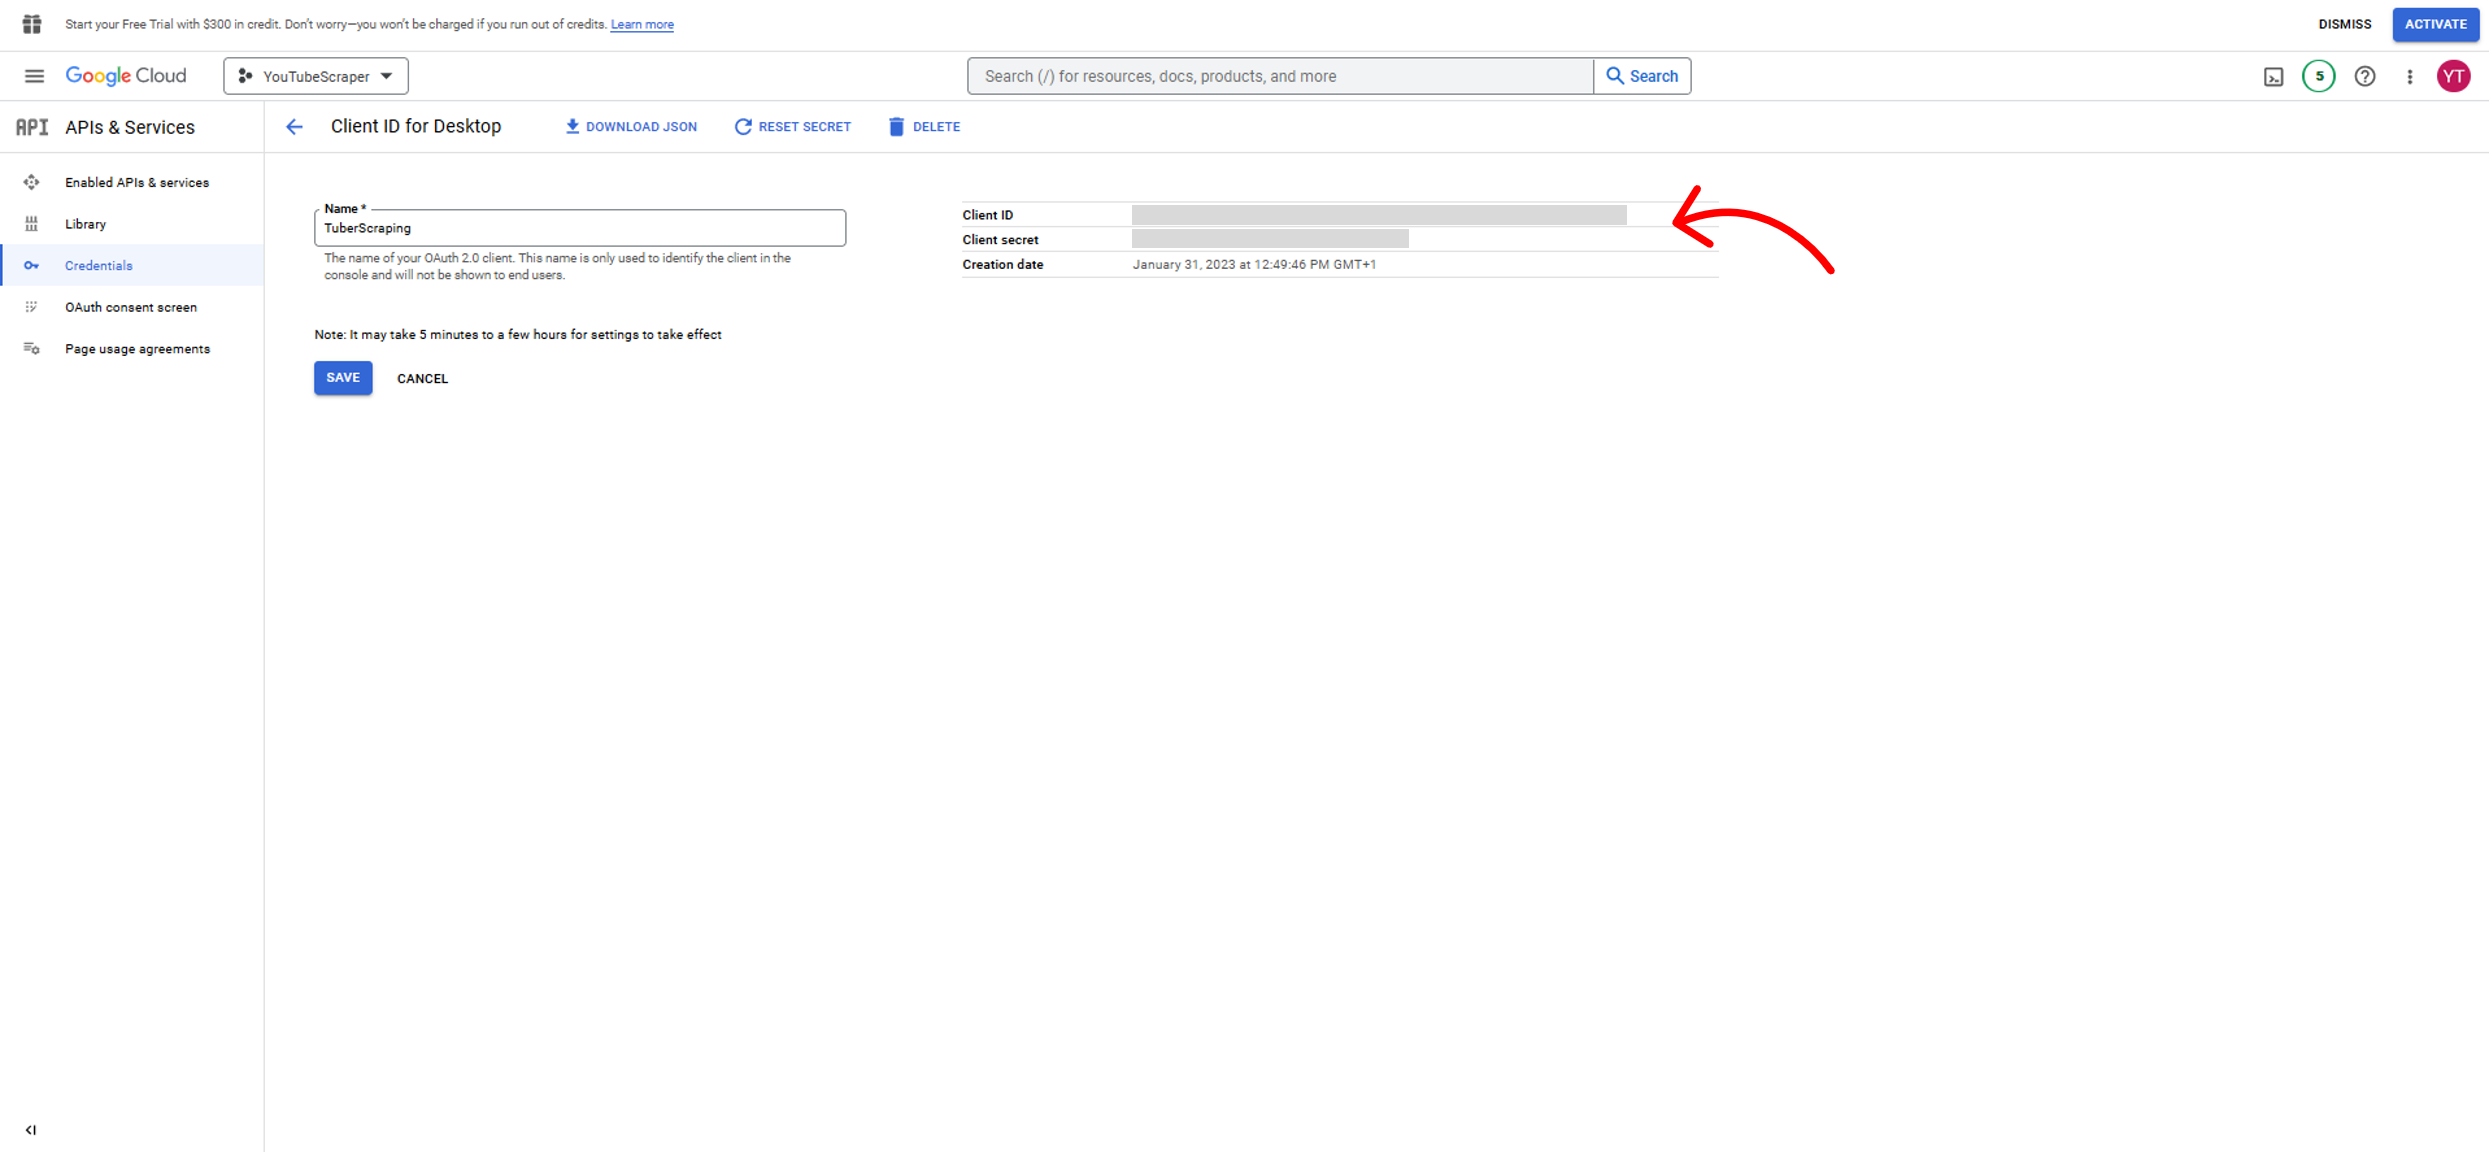 Start your Free Trial with $300 in credit. Don't worry—you won't be charged if you run out of credits. Learn more
DISMISS
ACTIVATE
Google Cloud
YouTubeScraper
Search (/) for resources, docs, products, and more
Search
5
YT
API APIs & Services
Client ID for Desktop
DOWNLOAD JSON
RESET SECRET
DELETE
Enabled APIs & services
Library
Credentials
OAuth consent screen
Page usage agreements
Name *
TuberScraping
The name of your OAuth 2.0 client. This name is only used to identify the client in the
console and will not be shown to end users.
Client ID
Client secret
Creation date January 31, 2023 at 12:49:46 PM GMT+1
Note: It may take 5 minutes to a few hours for settings to take effect
SAVE
CANCEL